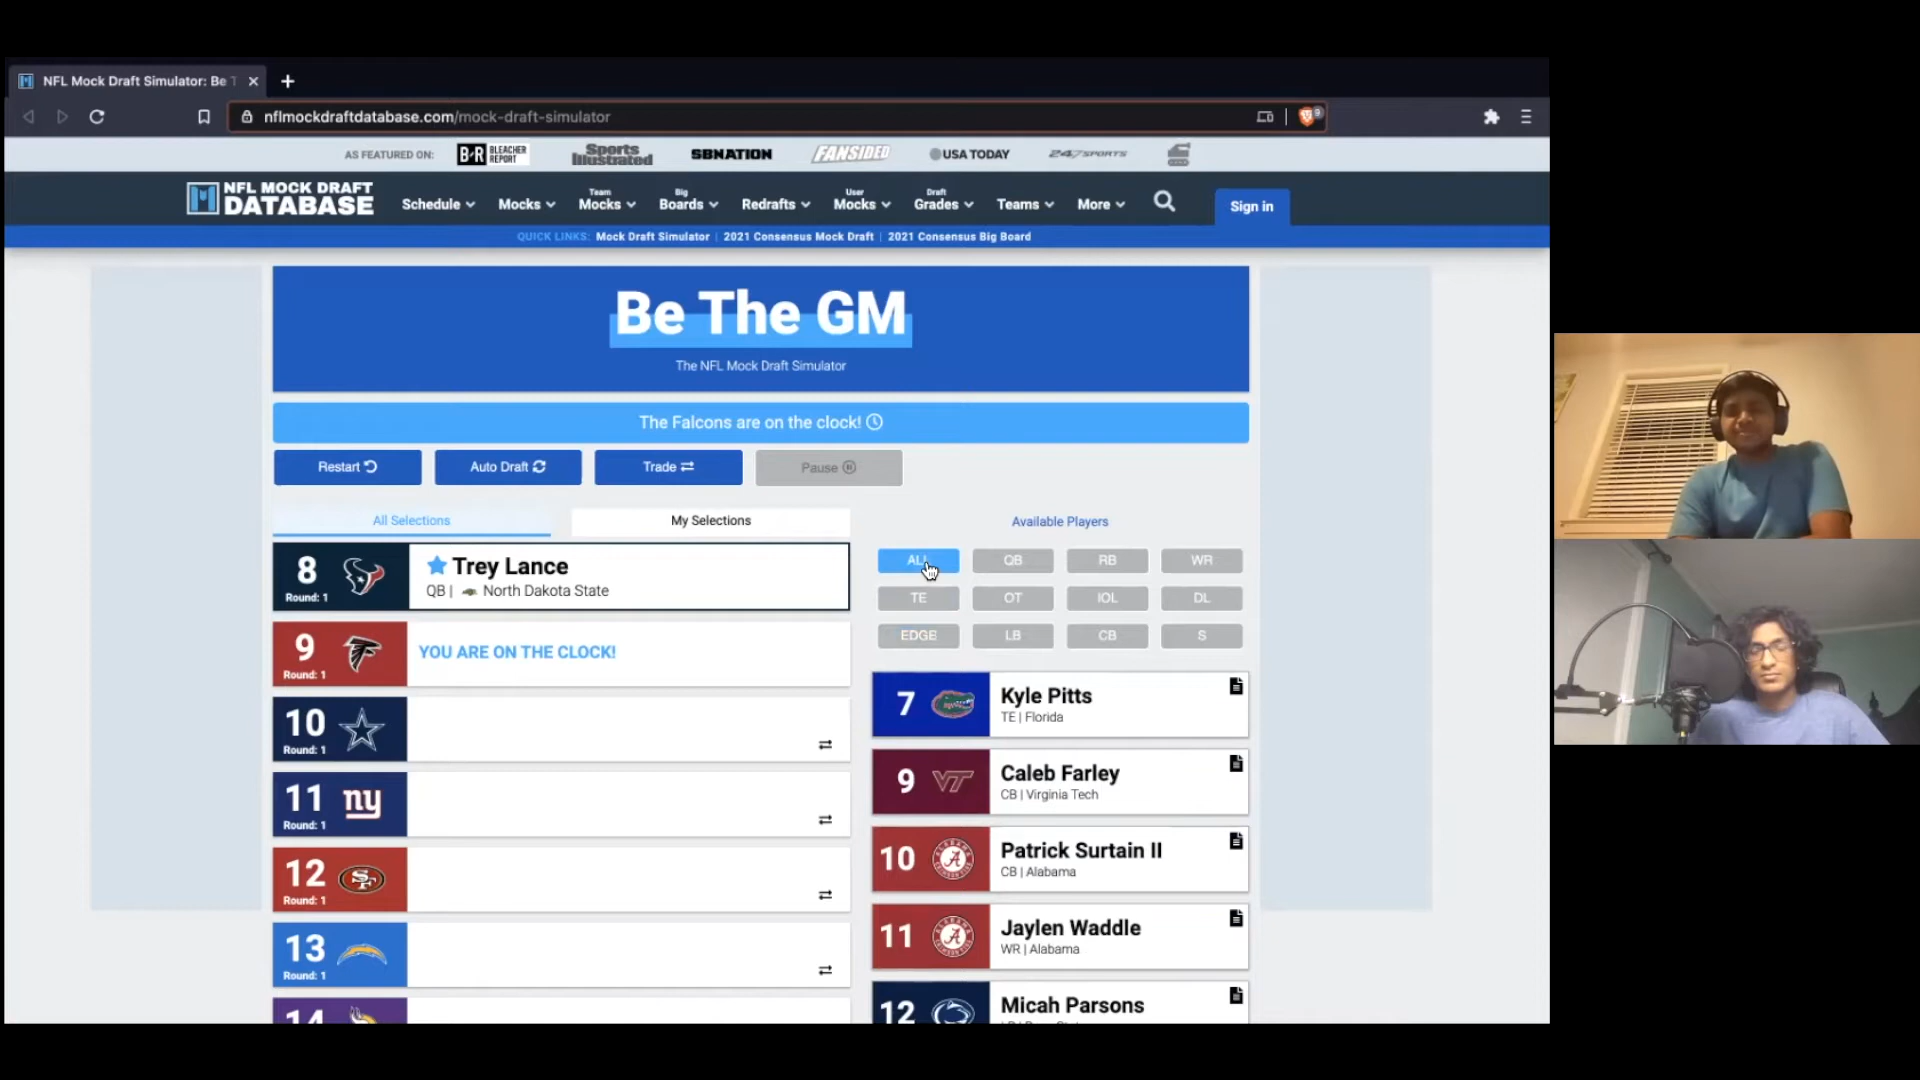 NFL Mock Draft Simulator: Be T
nflmockdraftdatabase.com/mock-draft-simulator
9
AS FEATURED ON:
B/R BLEACHER REPORT
Sports Illustrated
SBNATION
FANSIDED
USA TODAY
247SPORTS
NFL MOCK DRAFT
DATABASE
Schedule
Mocks
Team
Mocks
Big
Boards
Redrafts
User
Mocks
Draft
Grades
Teams
More
Sign in
QUICK LINKS: Mock Draft Simulator | 2021 Consensus Mock Draft | 2021 Consensus Big Board
Be The GM
The NFL Mock Draft Simulator
The Falcons are on the clock!
Restart
Auto Draft
Trade
Pause
All Selections
My Selections
8
Round: 1
Trey Lance
QB | North Dakota State
9
Round: 1
YOU ARE ON THE CLOCK!
10
Round: 1
11
Round: 1
ny
12
Round: 1
SF
13
Round: 1
14
Available Players
ALL
QB
RB
WR
TE
OT
IOL
DL
EDGE
LB
CB
S
7
Kyle Pitts
TE | Florida
9
VT
Caleb Farley
CB | Virginia Tech
10
A
Patrick Surtain II
CB | Alabama
11
A
Jaylen Waddle
WR | Alabama
12
Micah Parsons